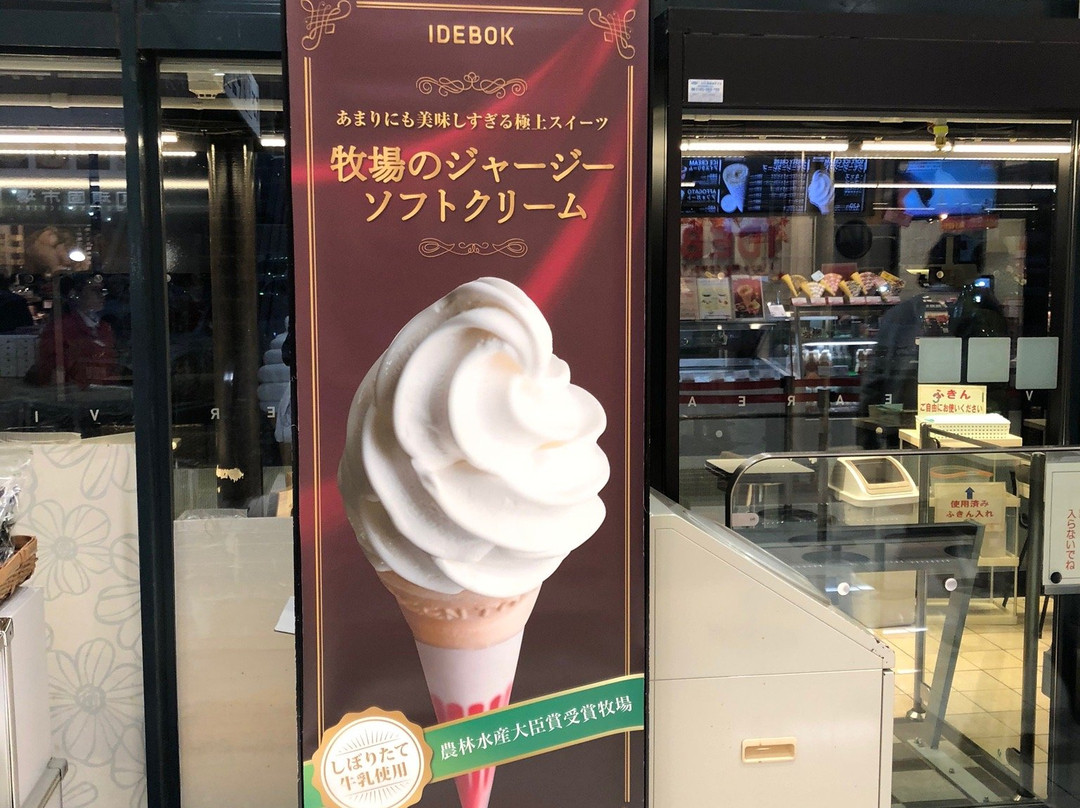 IDEBOK
あまりにも美味しすぎる極上スイーツ
牧場のジャージー
ソフトクリーム
農林水産大臣賞受賞牧場
しぼりたて
牛乳使用
ICE CREAM
AFFOGATO
ふきん
ご自由にお使いください
使用済み
ふきん入れ
入らないでね